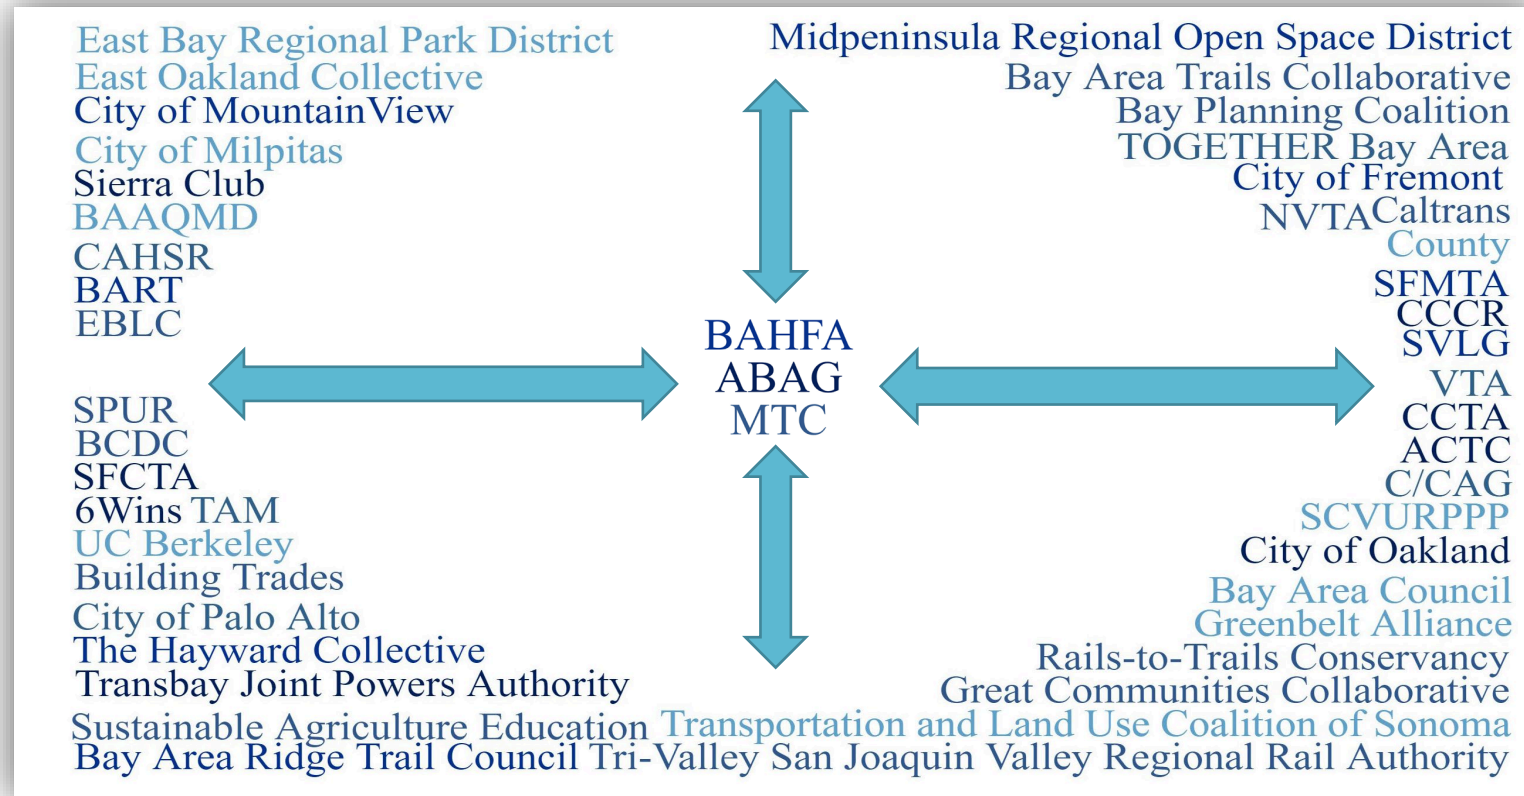 East Bay Regional Park District
East Oakland Collective
City of MountainView
City of Milpitas
Sierra Club
BAAQMD
CAHSR
BART
EBLC
SPUR
BCDC
SFCTA
6Wins TAM
UC Berkeley
Building Trades
City of Palo Alto
The Hayward Collective
Transbay Joint Powers Authority
Sustainable Agriculture Education Transportation and Land Use Coalition of Sonoma
Bay Area Ridge Trail Council Tri-Valley San Joaquin Valley Regional Rail Authority
BAHFA
ABAG
MTC
Midpeninsula Regional Open Space District
Bay Area Trails Collaborative
Bay Planning Coalition
TOGETHER Bay Area
City of Fremont
NVTA Caltrans
County
SFMTA
CCCR
SVLG
VTA
CCTA
ACTC
C/CAG
SCVURPPP
City of Oakland
Bay Area Council
Greenbelt Alliance
Rails-to-Trails Conservancy
Great Communities Collaborative